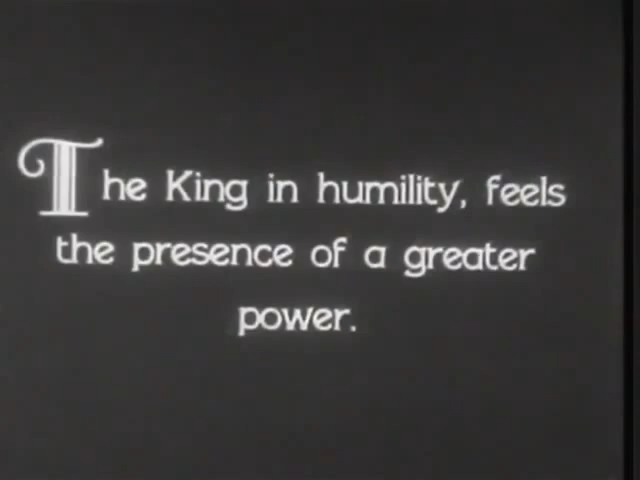 The King in humility, feels
the presence of a greater
power.